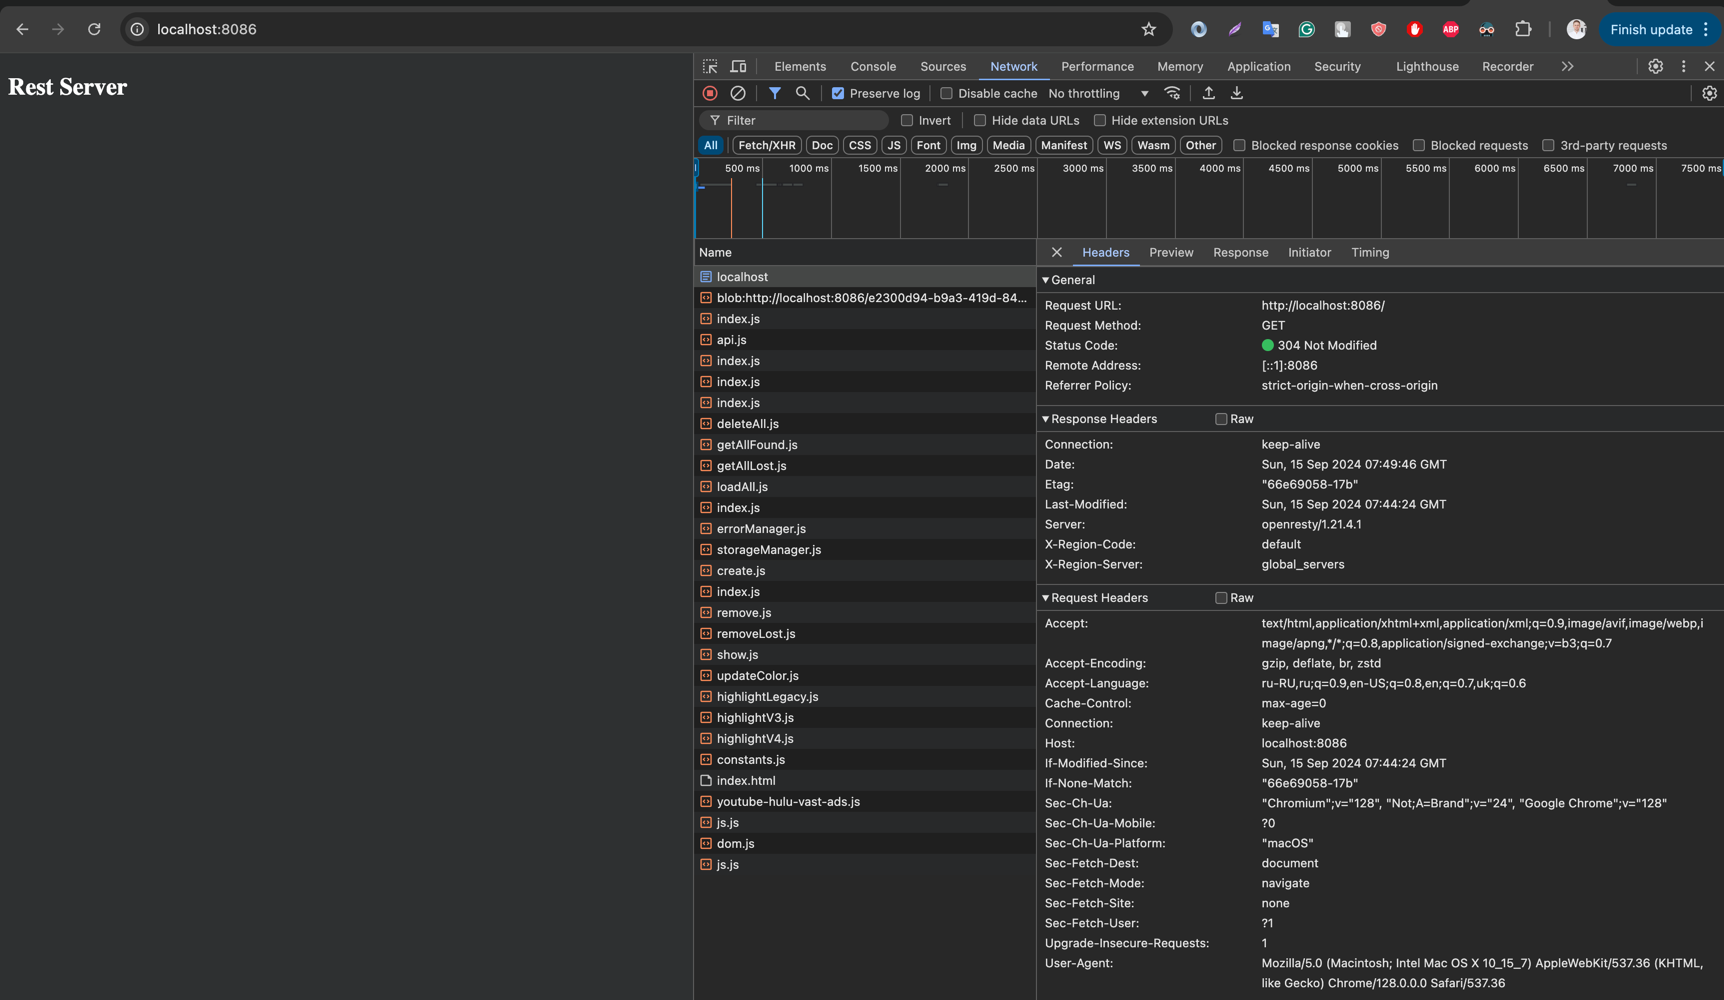 localhost:8086
ABP
Finish update
Rest Server
Elements Console Sources Network Performance Memory Application Security Lighthouse Recorder
Preserve log Disable cache No throttling
Filter Invert Hide data URLs Hide extension URLs
All Fetch/XHR Doc CSS JS Font Img Media Manifest WS Wasm Other Blocked response cookies Blocked requests 3rd-party requests
500 ms 1000 ms 1500 ms 2000 ms 2500 ms 3000 ms 3500 ms 4000 ms 4500 ms 5000 ms 5500 ms 6000 ms 6500 ms 7000 ms 7500 ms
Name
localhost
blob:http://localhost:8086/e2300d94-b9a3-419d-84...
index.js
api.js
index.js
index.js
index.js
deleteAll.js
getAllFound.js
getAllLost.js
loadAll.js
index.js
errorManager.js
storageManager.js
create.js
index.js
remove.js
removeLost.js
show.js
updateColor.js
highlightLegacy.js
highlightV3.js
highlightV4.js
constants.js
index.html
youtube-hulu-vast-ads.js
js.js
dom.js
js.js
Headers Preview Response Initiator Timing
General
Request URL: http://localhost:8086/
Request Method: GET
Status Code: 304 Not Modified
Remote Address: [::1]:8086
Referrer Policy: strict-origin-when-cross-origin
Response Headers Raw
Connection: keep-alive
Date: Sun, 15 Sep 2024 07:49:46 GMT
Etag: "66e69058-17b"
Last-Modified: Sun, 15 Sep 2024 07:44:24 GMT
Server: openresty/1.21.4.1
X-Region-Code: default
X-Region-Server: global_servers
Request Headers Raw
Accept: text/html,application/xhtml+xml,application/xml;q=0.9,image/avif,image/webp,i
mage/apng,*/*;q=0.8,application/signed-exchange;v=b3;q=0.7
Accept-Encoding: gzip, deflate, br, zstd
Accept-Language: ru-RU,ru;q=0.9,en-US;q=0.8,en;q=0.7,uk;q=0.6
Cache-Control: max-age=0
Connection: keep-alive
Host: localhost:8086
If-Modified-Since: Sun, 15 Sep 2024 07:44:24 GMT
If-None-Match: "66e69058-17b"
Sec-Ch-Ua: "Chromium";v="128", "Not;A=Brand";v="24", "Google Chrome";v="128"
Sec-Ch-Ua-Mobile: ?0
Sec-Ch-Ua-Platform: "macOS"
Sec-Fetch-Dest: document
Sec-Fetch-Mode: navigate
Sec-Fetch-Site: none
Sec-Fetch-User: ?1
Upgrade-Insecure-Requests: 1
User-Agent: Mozilla/5.0 (Macintosh; Intel Mac OS X 10_15_7) AppleWebKit/537.36 (KHTML,
like Gecko) Chrome/128.0.0.0 Safari/537.36